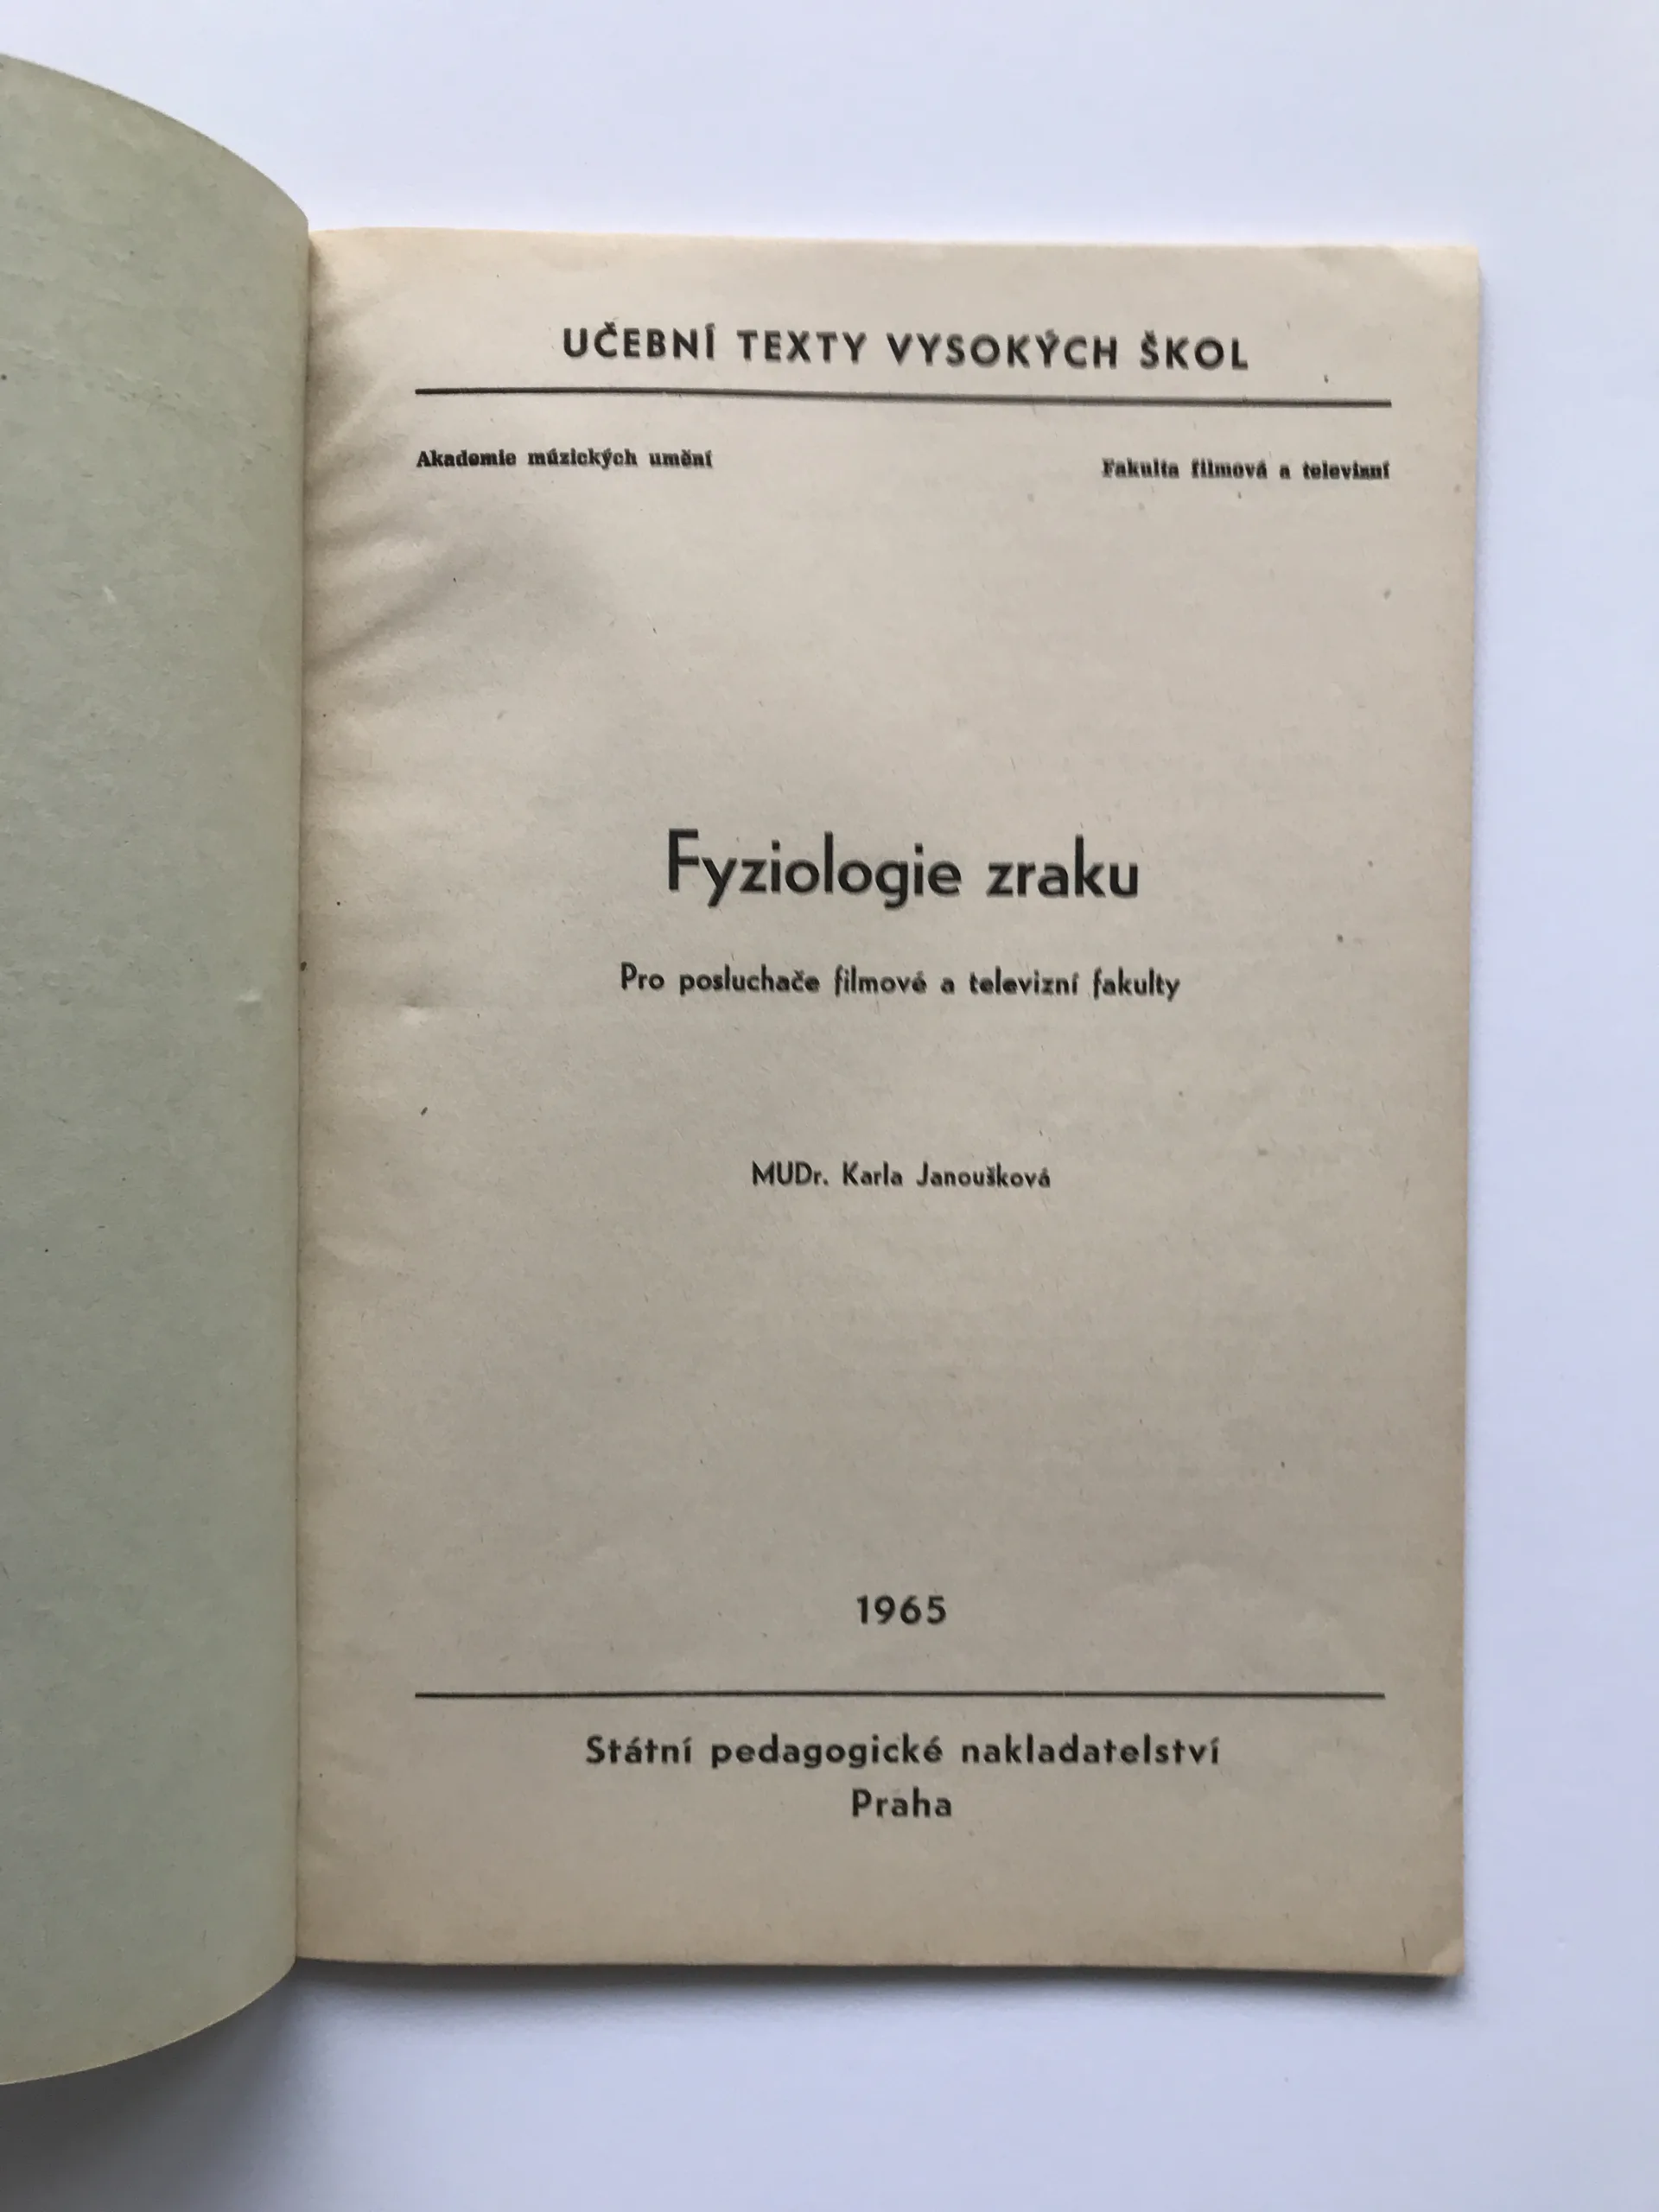 UČEBNÍ TEXTY VYSOKÝCH ŠKOL
Akademie múzických umění
Fakulta filmová a televizní
Fyziologie zraku
Pro posluchače filmové a televizní fakulty
MUDr. Karla Janoušková
1965
Státní pedagogické nakladatelství
Praha